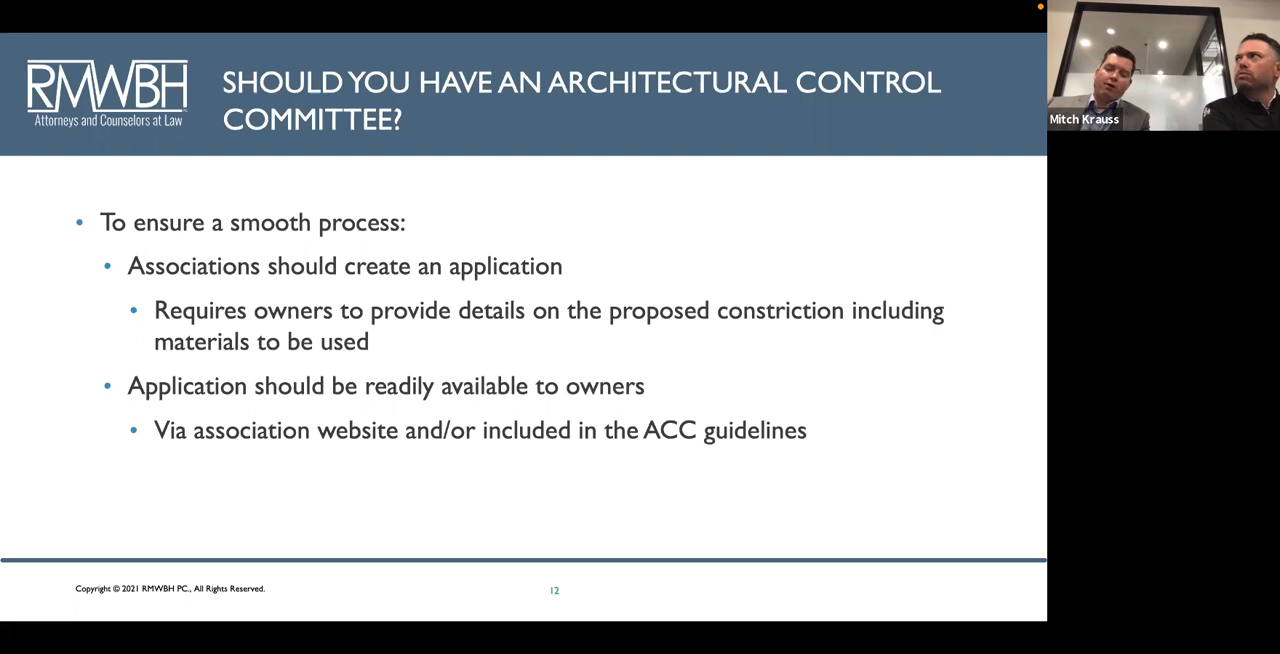 RMWBH
Attorneys and Counselors at Law
SHOULD YOU HAVE AN ARCHITECTURAL CONTROL
COMMITTEE?
Mitch Krauss
• To ensure a smooth process:
• Associations should create an application
• Requires owners to provide details on the proposed constriction including
materials to be used
• Application should be readily available to owners
• Via association website and/or included in the ACC guidelines
Copyright © 2021 RMWBH PC., All Rights Reserved.
12